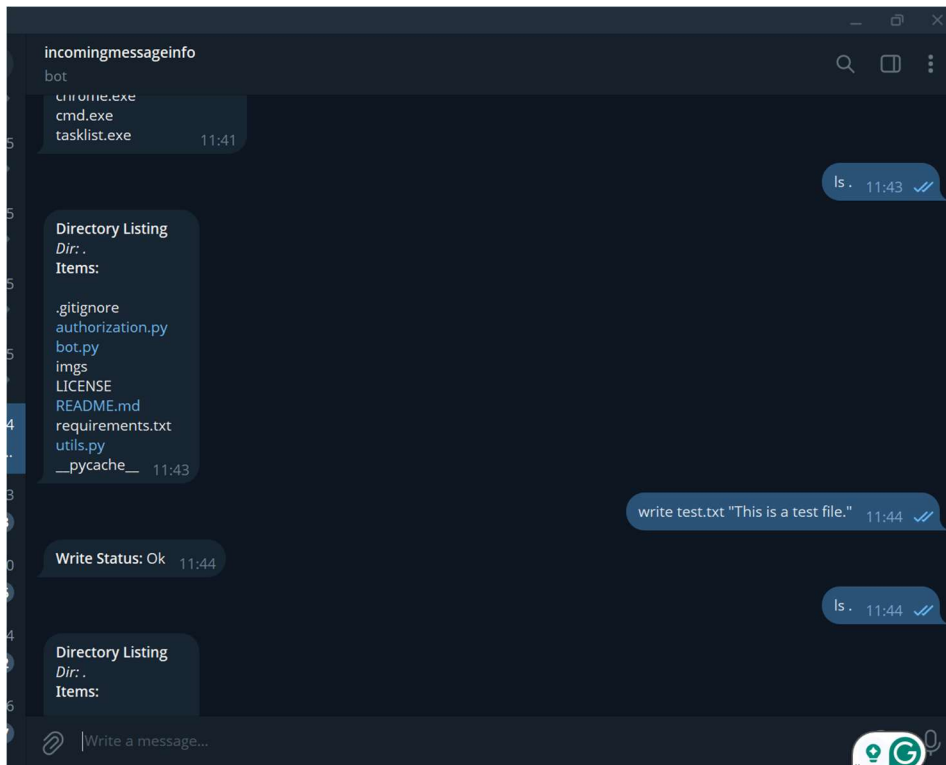 incomingmessageinfo
bot
chrome.exe
cmd.exe
tasklist.exe
11:41
ls . 11:43
Directory Listing
Dir: .
Items:
.gitignore
authorization.py
bot.py
imgs
LICENSE
README.md
requirements.txt
utils.py
__pycache__ 11:43
write test.txt "This is a test file." 11:44
Write Status: Ok 11:44
ls . 11:44
Directory Listing
Dir: .
Items:
Write a message...